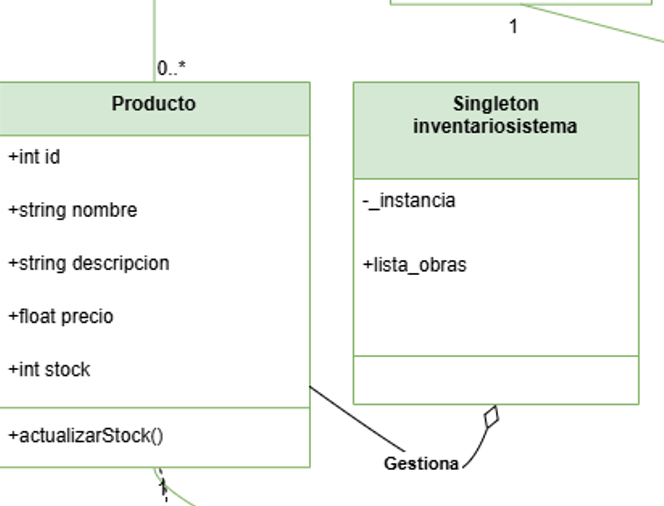 1
0..*
Producto
+int id
+string nombre
+string descripcion
+float precio
+int stock
+actualizarStock()
Singleton
inventariosistema
-_instancia
+lista_obras
Gestiona
1